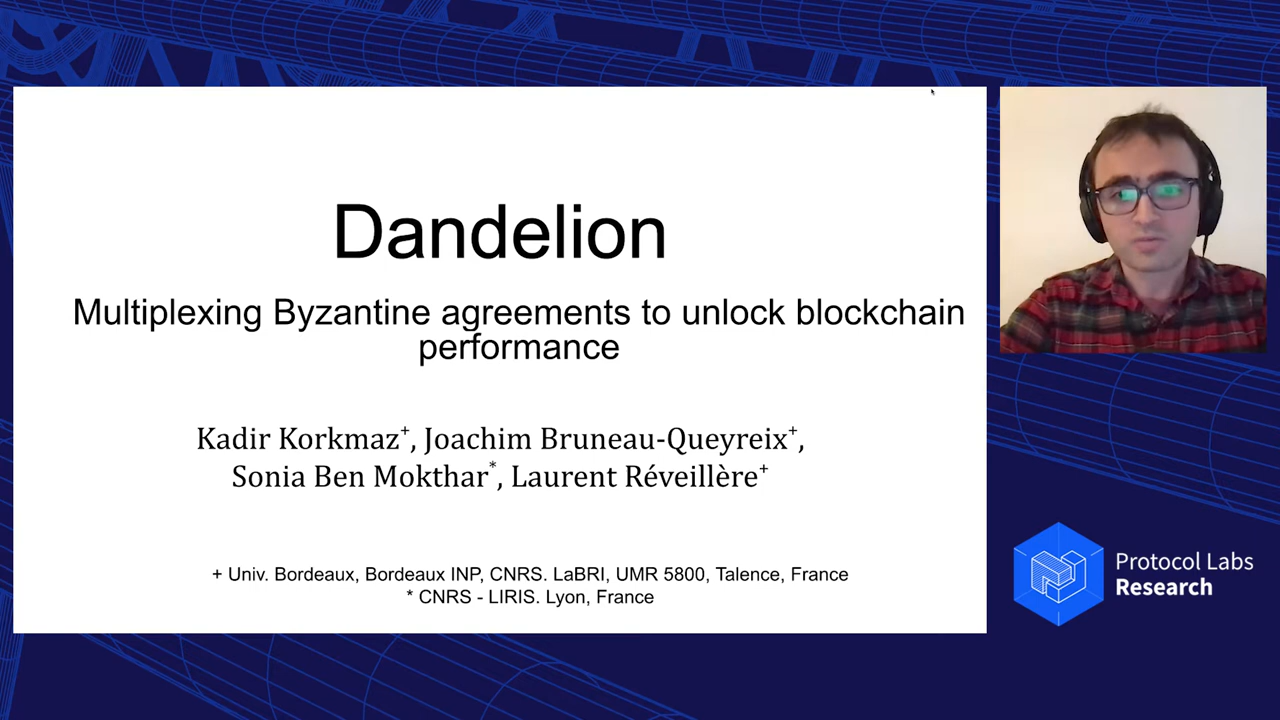 Dandelion
Multiplexing Byzantine agreements to unlock blockchain
performance
Kadir Korkmaz+, Joachim Bruneau-Queyreix+,
Sonia Ben Mokthar*, Laurent Réveillère+
+ Univ. Bordeaux, Bordeaux INP, CNRS. LaBRI, UMR 5800, Talence, France
* CNRS - LIRIS. Lyon, France
Protocol Labs
Research